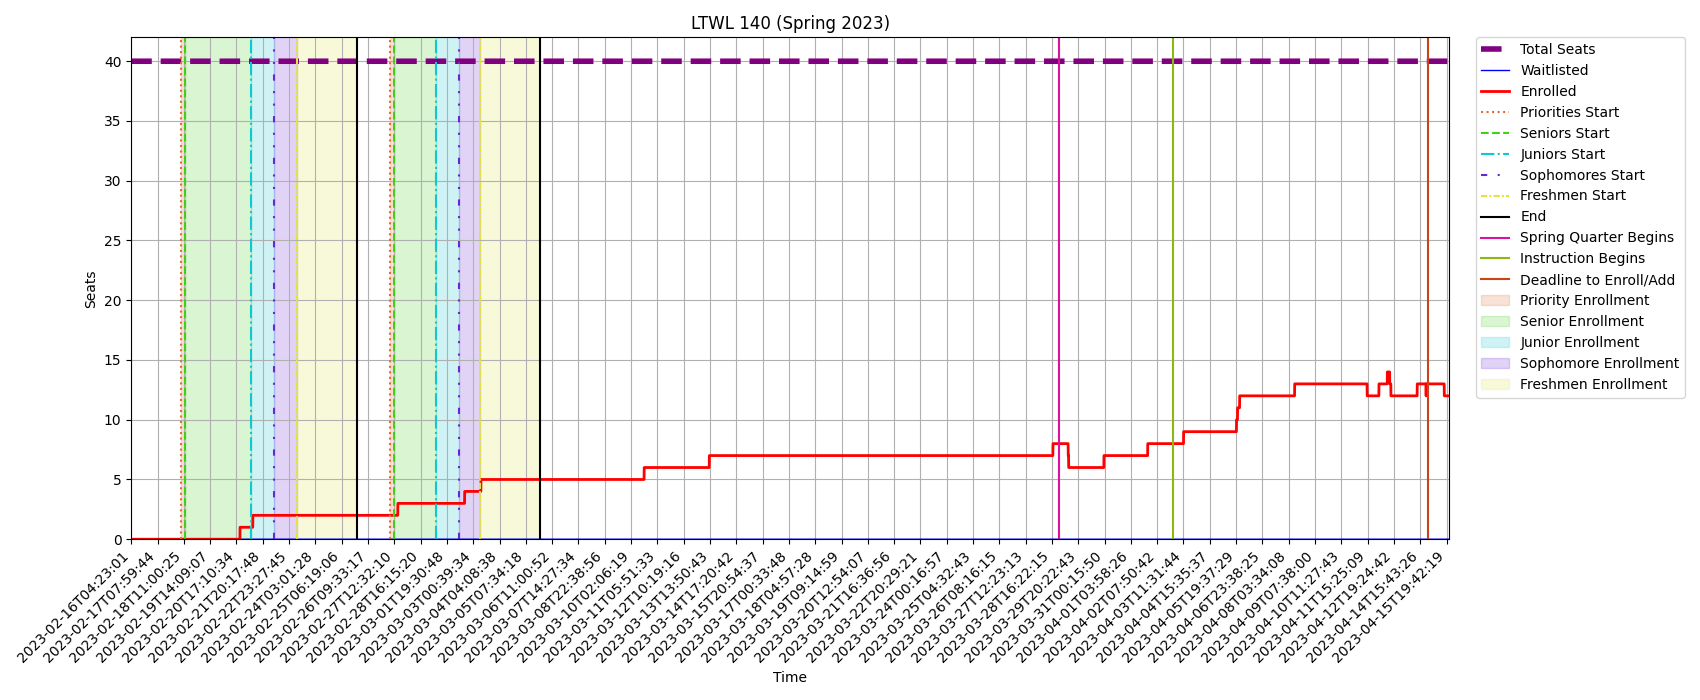 LTWL 140 (Spring 2023)
Seats
40
35
30
25
20
15
10
5
0
Total Seats
Waitlisted
Enrolled
Priorities Start
Seniors Start
Juniors Start
Sophomores Start
Freshmen Start
End
Spring Quarter Begins
Instruction Begins
Deadline to Enroll/Add
Priority Enrollment
Senior Enrollment
Junior Enrollment
Sophomore Enrollment
Freshmen Enrollment
2023-02-16T04:23:01
2023-02-17T07:59:44
2023-02-18T11:00:25
2023-02-19T14:09:07
2023-02-20T17:10:34
2023-02-21T20:17:48
2023-02-22T23:27:45
2023-02-24T03:01:28
2023-02-25T06:19:06
2023-02-26T09:33:17
2023-02-27T12:32:10
2023-02-28T16:15:20
2023-03-01T19:30:48
2023-03-03T00:39:34
2023-03-04T04:08:38
2023-03-05T07:34:18
2023-03-06T11:00:52
2023-03-07T14:27:34
2023-03-08T22:38:56
2023-03-10T02:06:19
2023-03-11T05:51:33
2023-03-12T10:19:16
2023-03-13T13:50:43
2023-03-14T17:20:42
2023-03-15T20:54:37
2023-03-17T00:33:48
2023-03-18T04:57:28
2023-03-19T09:14:59
2023-03-20T12:54:07
2023-03-21T16:36:56
2023-03-22T20:29:21
2023-03-24T00:16:57
2023-03-25T04:32:43
2023-03-26T08:16:15
2023-03-27T12:23:13
2023-03-28T16:22:15
2023-03-29T20:22:43
2023-03-31T00:15:50
2023-04-01T03:58:26
2023-04-02T07:50:42
2023-04-03T11:31:44
2023-04-04T15:35:37
2023-04-05T19:37:29
2023-04-06T23:38:25
2023-04-08T03:34:08
2023-04-09T07:38:00
2023-04-10T11:27:43
2023-04-11T15:25:09
2023-04-12T19:24:42
2023-04-14T15:43:26
2023-04-15T19:42:19
Time